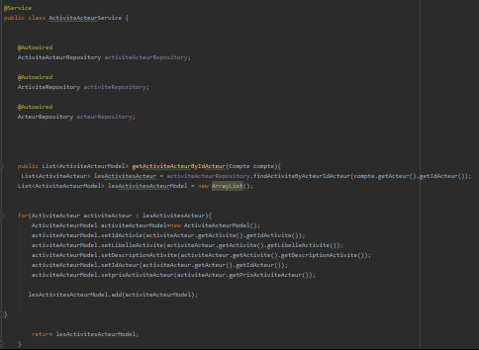 @Service
public class ActiviteActeurService {
@Autowired
ActiviteActeurRepository activiteActeurRepository;
@Autowired
ActiviteRepository activiteRepository;
@Autowired
ActeurRepository acteurRepository;
public List<ActiviteActeurModel> getActiviteActeurByIdActeur(Compte compte){
List<ActiviteActeur> lesActivitesActeur = activiteActeurRepository.findActiviteByActeurIdActeur(compte.getActeur().getIdActeur());
List<ActiviteActeurModel> lesActivitesActeurModel = new ArrayList();
for(ActiviteActeur activiteActeur : lesActivitesActeur){
ActiviteActeurModel activiteActeurModel=new ActiviteActeurModel();
activiteActeurModel.setIdActivie(activiteActeur.getActivite().getIdActivite());
activiteActeurModel.setLibelleActivite(activiteActeur.getActivite().getLibelleActivite());
activiteActeurModel.setDescriptionActivite(activiteActeur.getActivite().getDescriptionActivite());
activiteActeurModel.setIdActeur(activiteActeur.getActeur().getIdActeur());
activiteActeurModel.setprixActiviteActeur(activiteActeur.getPrixActiviteActeur());
lesActivitesActeurModel.add(activiteActeurModel);
}
return lesActivitesActeurModel;
}